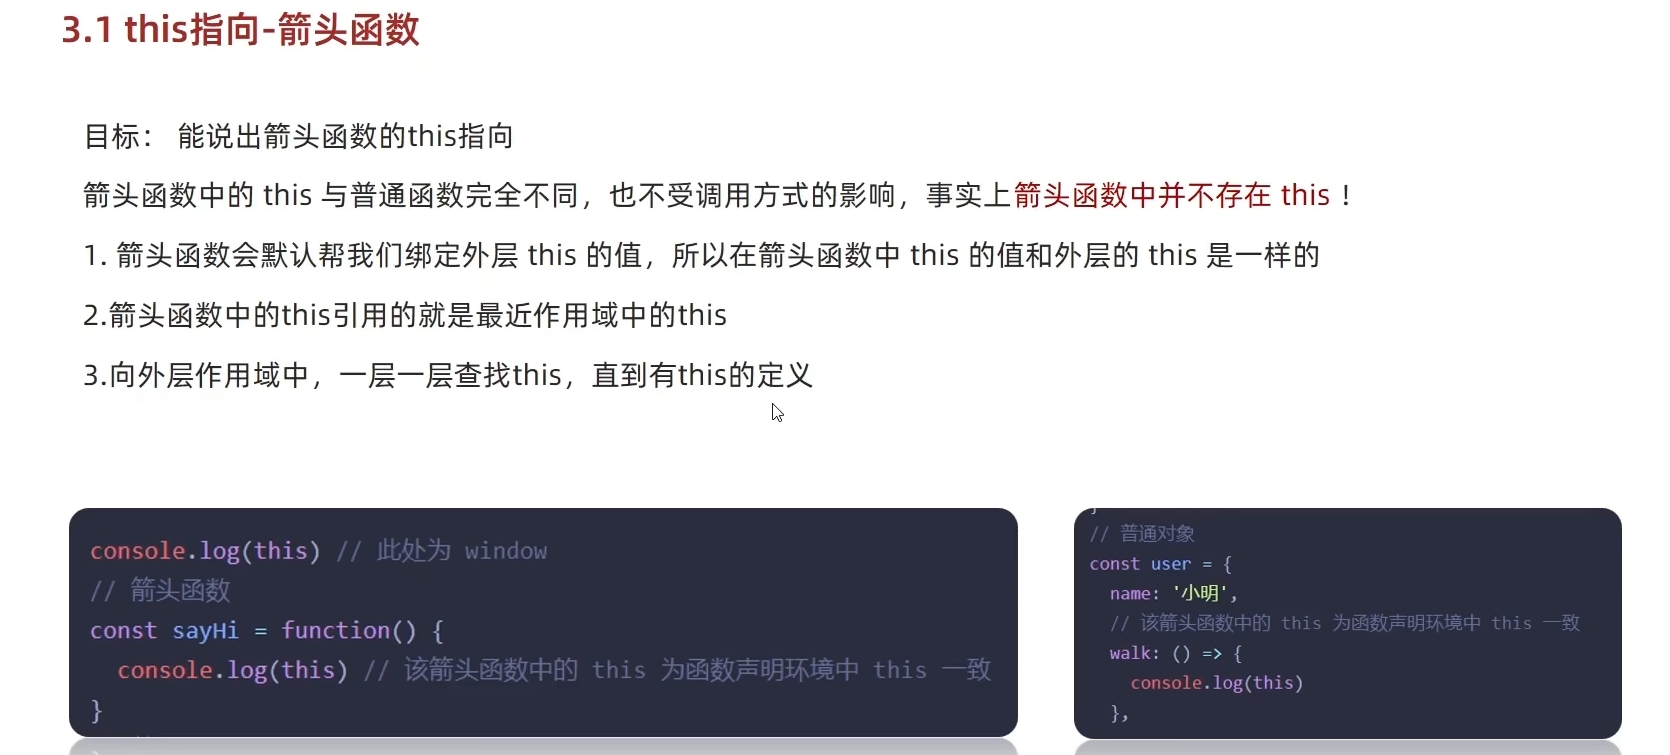 3.1 this指向-箭头函数
目标： 能说出箭头函数的this指向
箭头函数中的 this 与普通函数完全不同，也不受调用方式的影响，事实上箭头函数中并不存在 this ！
1. 箭头函数会默认帮我们绑定外层 this 的值，所以在箭头函数中 this 的值和外层的 this 是一样的
2.箭头函数中的this引用的就是最近作用域中的this
3.向外层作用域中，一层一层查找this，直到有this的定义
console.log(this) // 此处为 window
// 箭头函数
const sayHi = function() {
console.log(this) // 该箭头函数中的 this 为函数声明环境中 this 一致
}
// 普通对象
const user = {
name: '小明',
// 该箭头函数中的 this 为函数声明环境中 this 一致
walk: () => {
console.log(this)
},